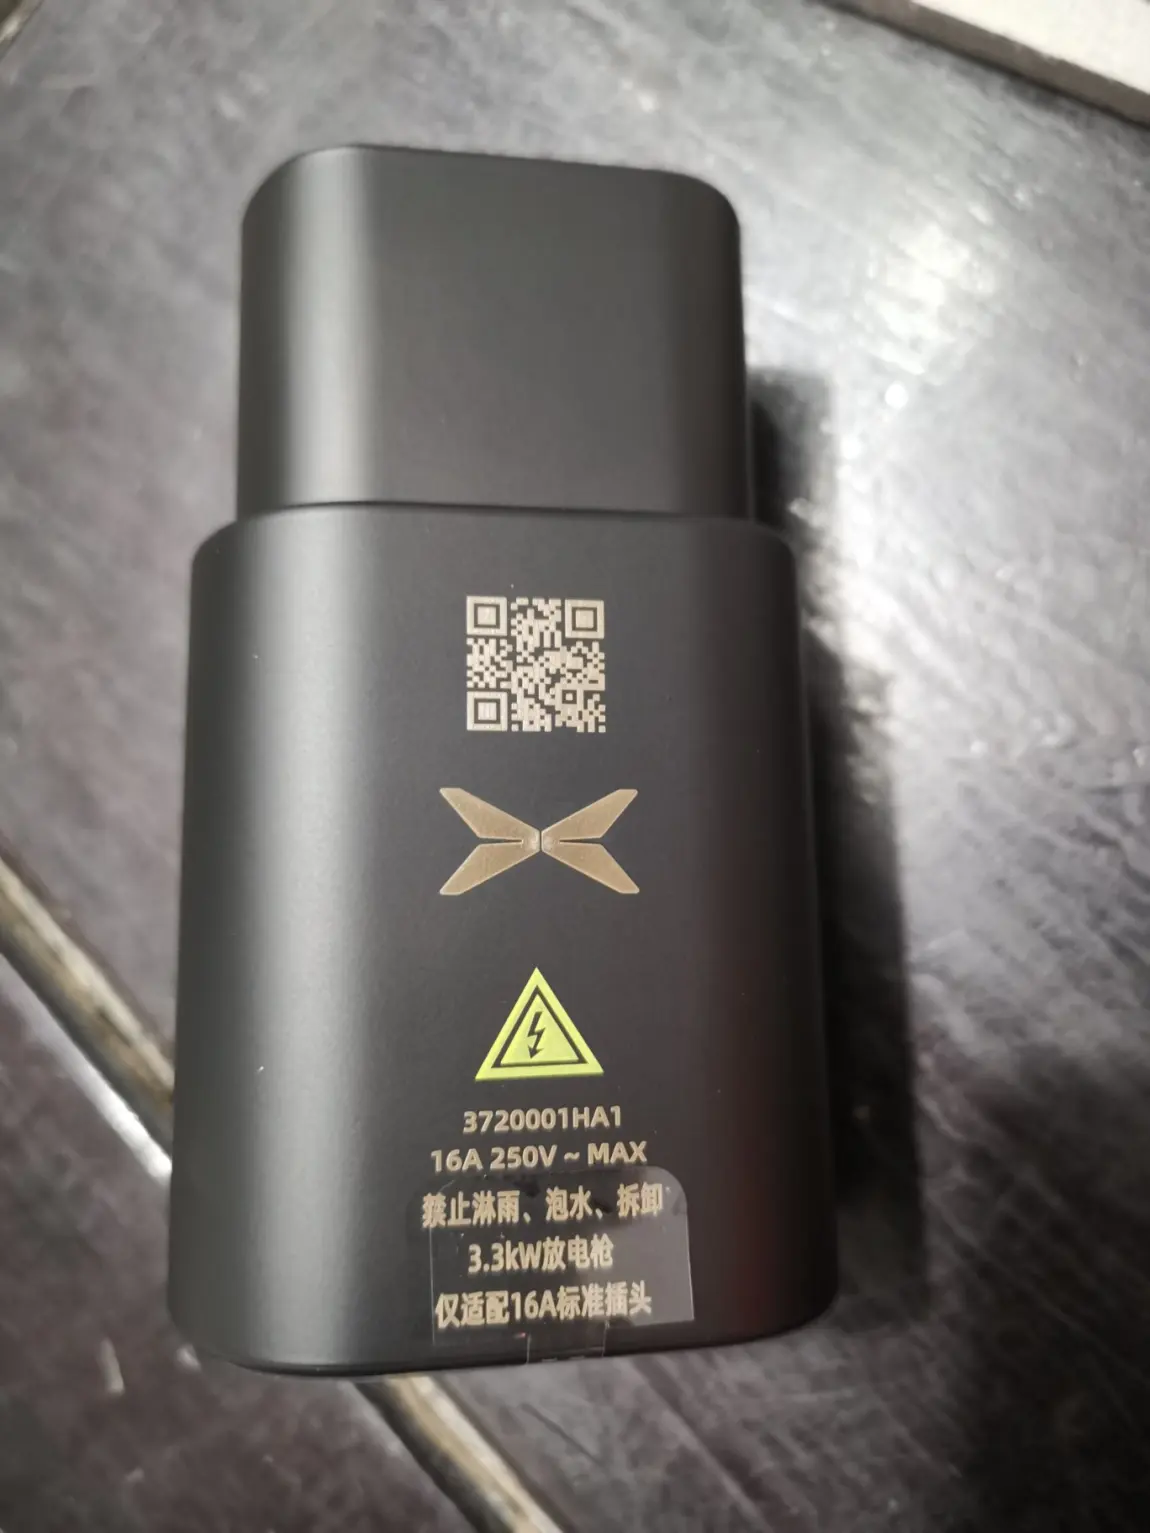 3720001HA1
16A 250V ~ MAX
禁止淋雨、泡水、拆卸
3.3kW放电枪
仅适配16A标准插头